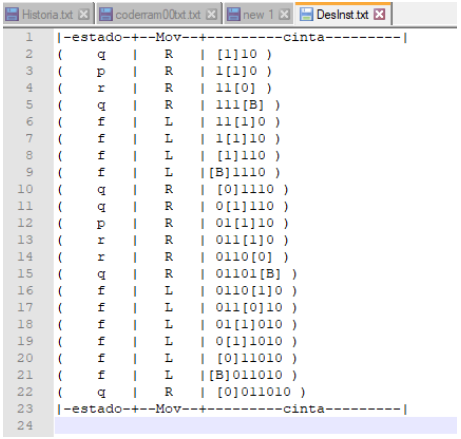 Historia.txt coderram00txt.txt new 1 DesInst.txt
1 |-estado-+--Mov--+---------cinta---------|
2 ( q | R | [1]10 )
3 ( p | R | 1[1]0 )
4 ( r | R | 11[0] )
5 ( q | R | 111[B] )
6 ( f | L | 11[1]0 )
7 ( f | L | 1[1]10 )
8 ( f | L | [1]110 )
9 ( f | L |[B]1110 )
10 ( q | R | [0]1110 )
11 ( q | R | 0[1]110 )
12 ( p | R | 01[1]10 )
13 ( r | R | 011[1]0 )
14 ( r | R | 0110[0] )
15 ( q | R | 01101[B] )
16 ( f | L | 0110[1]0 )
17 ( f | L | 011[0]10 )
18 ( f | L | 01[1]010 )
19 ( f | L | 0[1]1010 )
20 ( f | L | [0]11010 )
21 ( f | L |[B]011010 )
22 ( q | R | [0]011010 )
23 |-estado-+--Mov--+---------cinta---------|
24